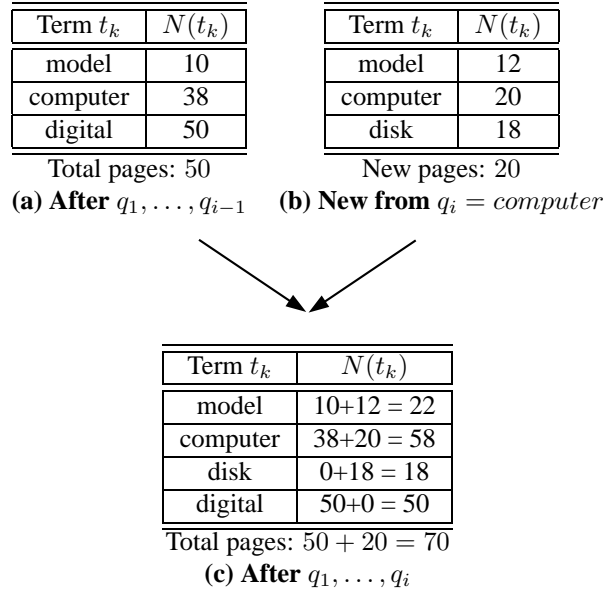 Term t_k N(t_k)
model 10
computer 38
digital 50
Total pages: 50
(a) After q_1, . . . , q_{i−1}
Term t_k N(t_k)
model 12
computer 20
disk 18
New pages: 20
(b) New from q_i = computer
Term t_k N(t_k)
model 10+12 = 22
computer 38+20 = 58
disk 0+18 = 18
digital 50+0 = 50
Total pages: 50 + 20 = 70
(c) After q_1, . . . , q_i